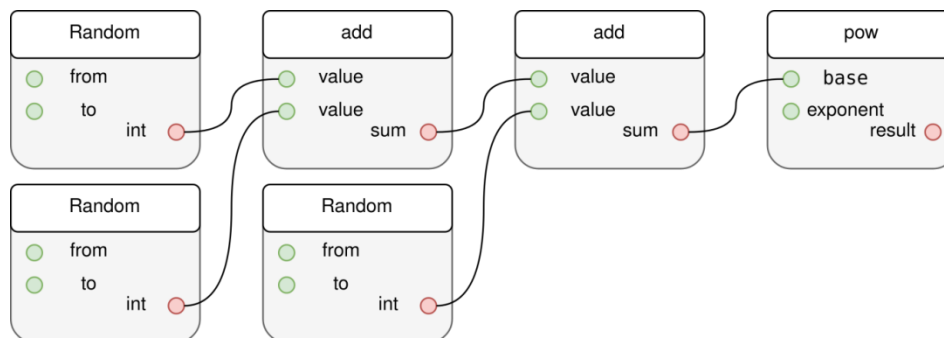 Random
from
to
int
add
value
value
sum
add
value
value
sum
pow
base
exponent
result
Random
from
to
int
Random
from
to
int